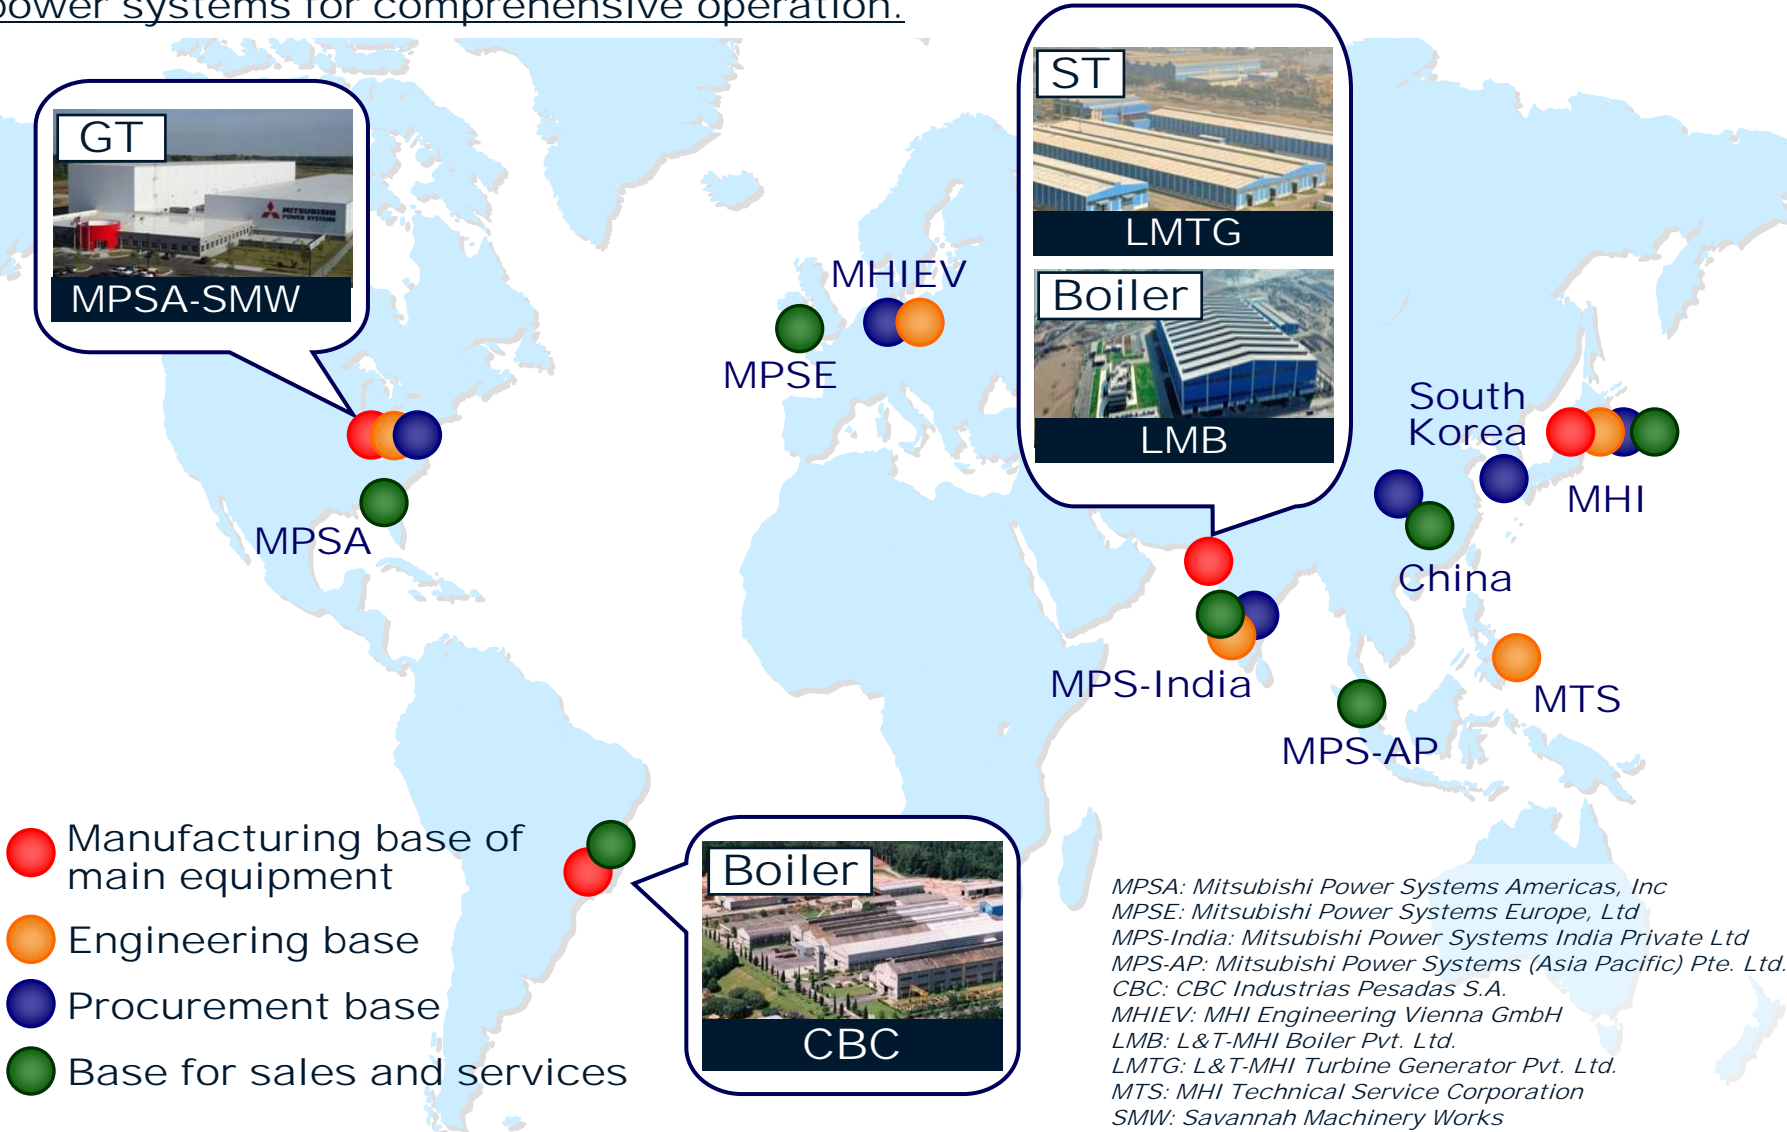 power systems for comprehensive operation.
GT
MITSUBISHI
POWER SYSTEMS
MPSA-SMW
ST
LMTG
Boiler
LMB
MHIEV
MPSE
South
Korea
MHI
MPSA
China
MPS-India
MTS
MPS-AP
Manufacturing base of
main equipment
Engineering base
Procurement base
Base for sales and services
Boiler
CBC
MPSA: Mitsubishi Power Systems Americas, Inc
MPSE: Mitsubishi Power Systems Europe, Ltd
MPS-India: Mitsubishi Power Systems India Private Ltd
MPS-AP: Mitsubishi Power Systems (Asia Pacific) Pte. Ltd.
CBC: CBC Industrias Pesadas S.A.
MHIEV: MHI Engineering Vienna GmbH
LMB: L&T-MHI Boiler Pvt. Ltd.
LMTG: L&T-MHI Turbine Generator Pvt. Ltd.
MTS: MHI Technical Service Corporation
SMW: Savannah Machinery Works